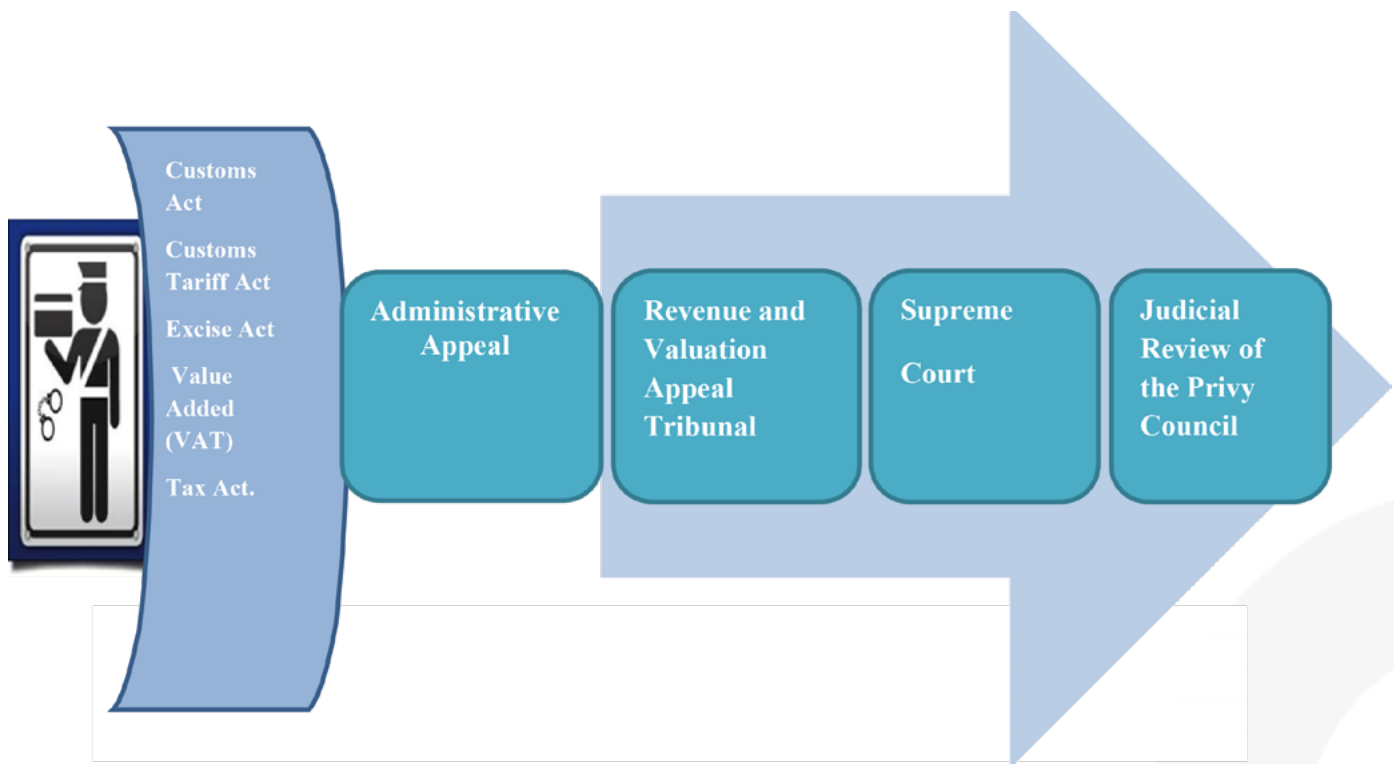 Customs
Act
Customs
Tariff Act
Excise Act
Value
Added
(VAT)
Tax Act.
Administrative
Appeal
Revenue and
Valuation
Appeal
Tribunal
Supreme
Court
Judicial
Review of
the Privy
Council